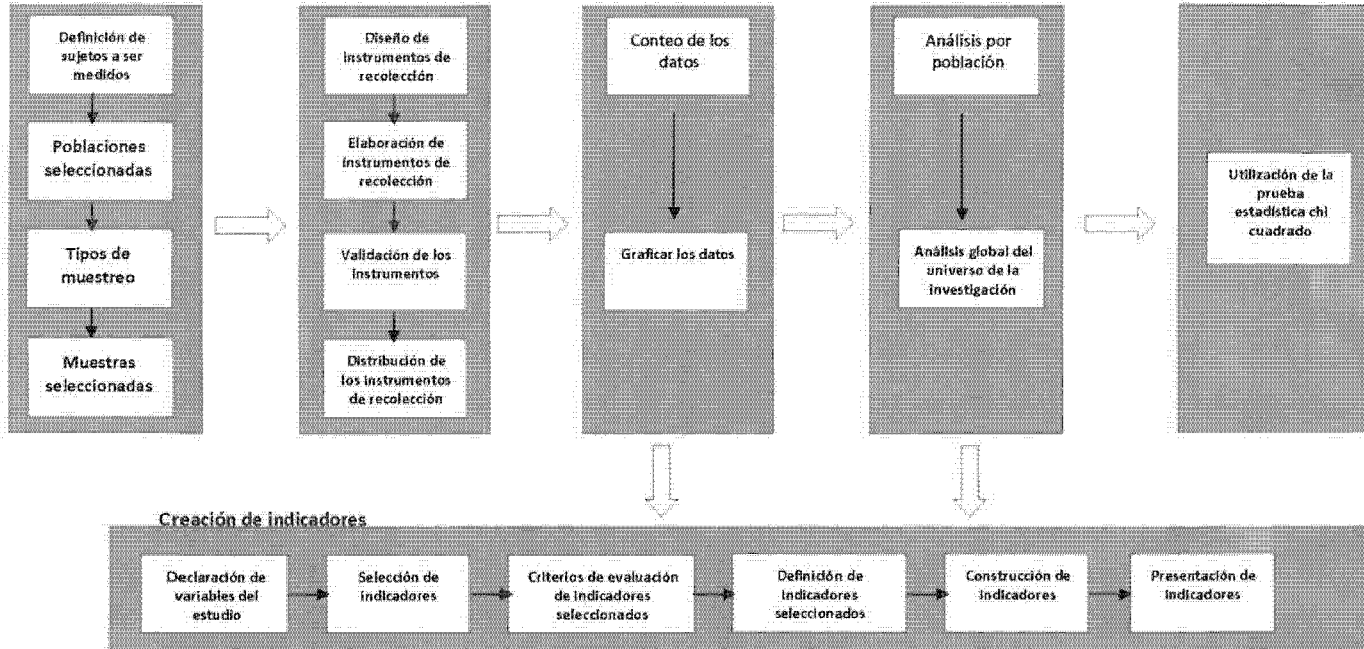 Definición de
sujetos a ser
medidos
Poblaciones
seleccionadas
Tipos de
muestreo
Muestras
seleccionadas
Diseño de
instrumentos de
recolección
Elaboración de
instrumentos de
recolección
Validación de los
instrumentos
Distribución de
los instrumentos
de recolección
Conteo de los
datos
Graficar los datos
Análisis por
población
Análisis global del
universo de la
investigación
Utilización de la
prueba
estadística chi
cuadrado
Creación de indicadores
Declaración de
variables del
estudio
Selección de
indicadores
Criterios de evaluación
de indicadores
seleccionados
Definición de
indicadores
seleccionados
Construcción de
indicadores
Presentación de
indicadores